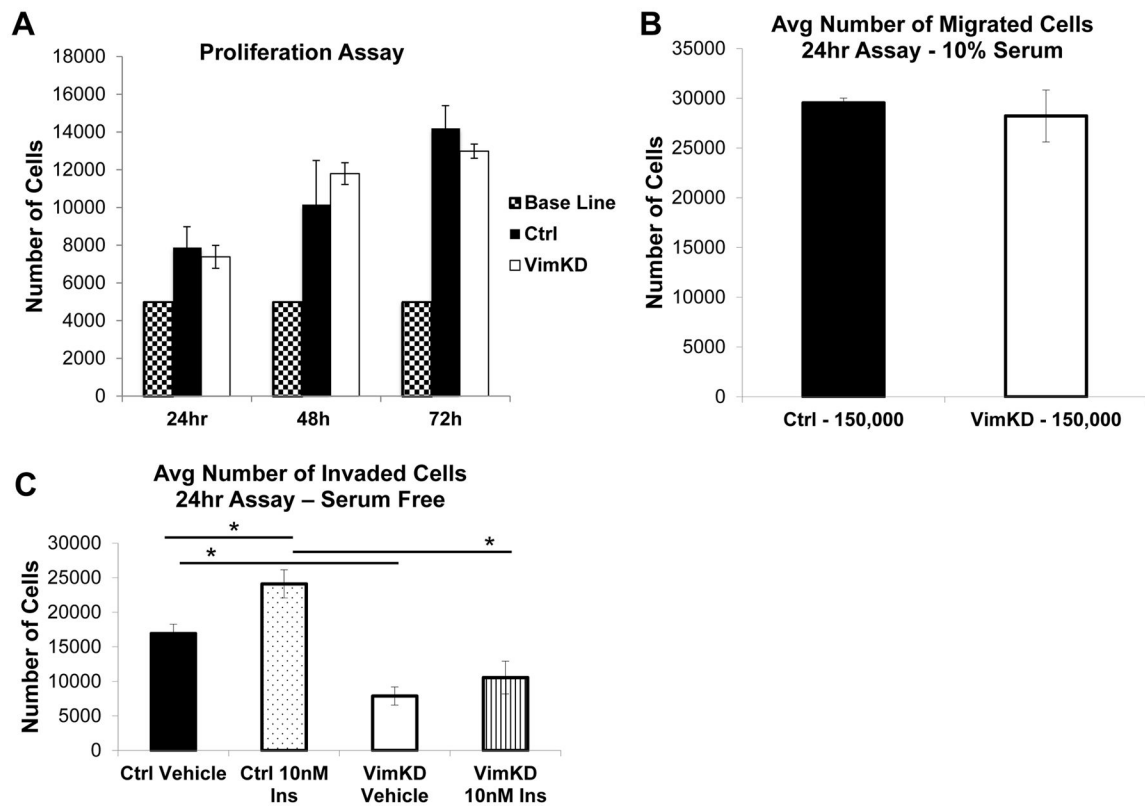 A
Proliferation Assay
18000
16000
14000
12000
10000
8000
6000
4000
2000
0
Number of Cells
24hr
48h
72h
Base Line
Ctrl
VimKD
B
Avg Number of Migrated Cells
24hr Assay - 10% Serum
35000
30000
25000
20000
15000
10000
5000
0
Number of Cells
Ctrl - 150,000
VimKD - 150,000
C
Avg Number of Invaded Cells
24hr Assay – Serum Free
30000
25000
20000
15000
10000
5000
0
Number of Cells
*
*
*
Ctrl Vehicle
Ctrl 10nM
Ins
VimKD
Vehicle
VimKD
10nM Ins